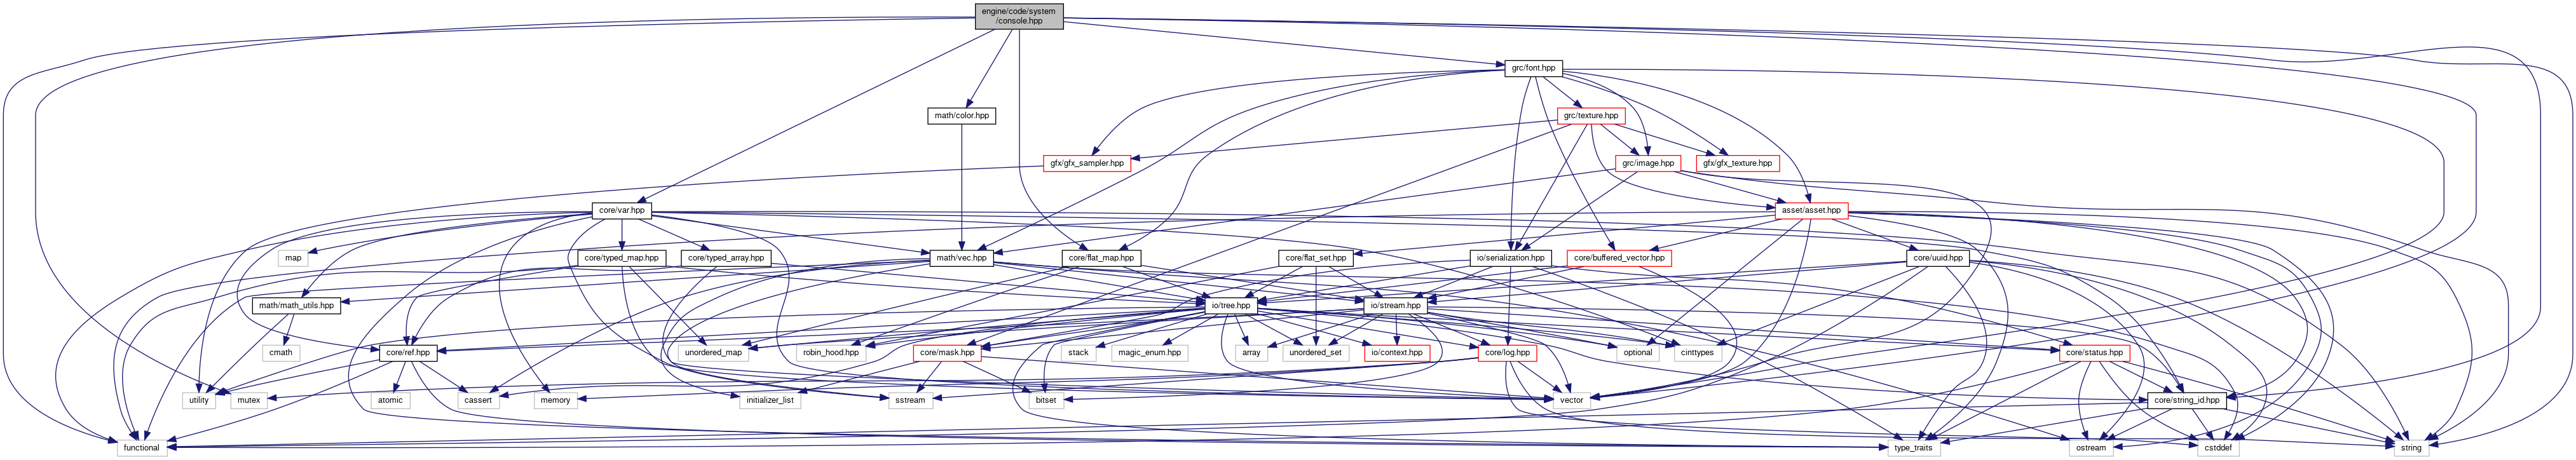 engine/code/system
/console.hpp
grc/font.hpp
math/color.hpp
grc/texture.hpp
gfx/gfx_sampler.hpp
grc/image.hpp
gfx/gfx_texture.hpp
core/var.hpp
asset/asset.hpp
map
core/typed_map.hpp
core/typed_array.hpp
math/vec.hpp
core/flat_map.hpp
core/flat_set.hpp
io/serialization.hpp
core/buffered_vector.hpp
core/uuid.hpp
math/math_utils.hpp
io/tree.hpp
io/stream.hpp
cmath
core/ref.hpp
unordered_map
robin_hood.hpp
core/mask.hpp
stack
magic_enum.hpp
array
unordered_set
io/context.hpp
core/log.hpp
optional
cinttypes
core/status.hpp
utility
mutex
atomic
cassert
memory
initializer_list
sstream
bitset
vector
core/string_id.hpp
functional
type_traits
ostream
cstddef
string